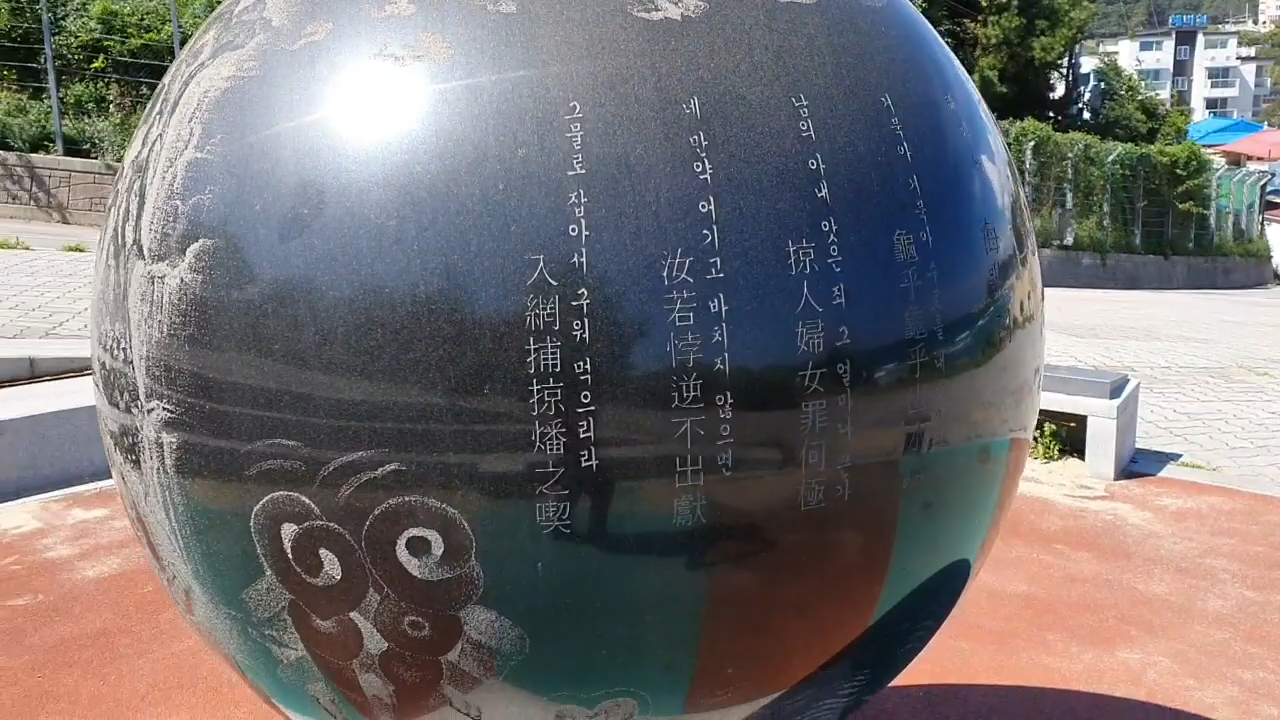 海
거북아 거북아
龜乎龜乎
남의 아내 앗은 죄 그 얼마나 큰가
掠人婦女罪何極
네 만약 어기고 바치지 않으면
汝若悖逆不出獻
그물로 잡아서 구워 먹으리라
入網捕掠燔之喫